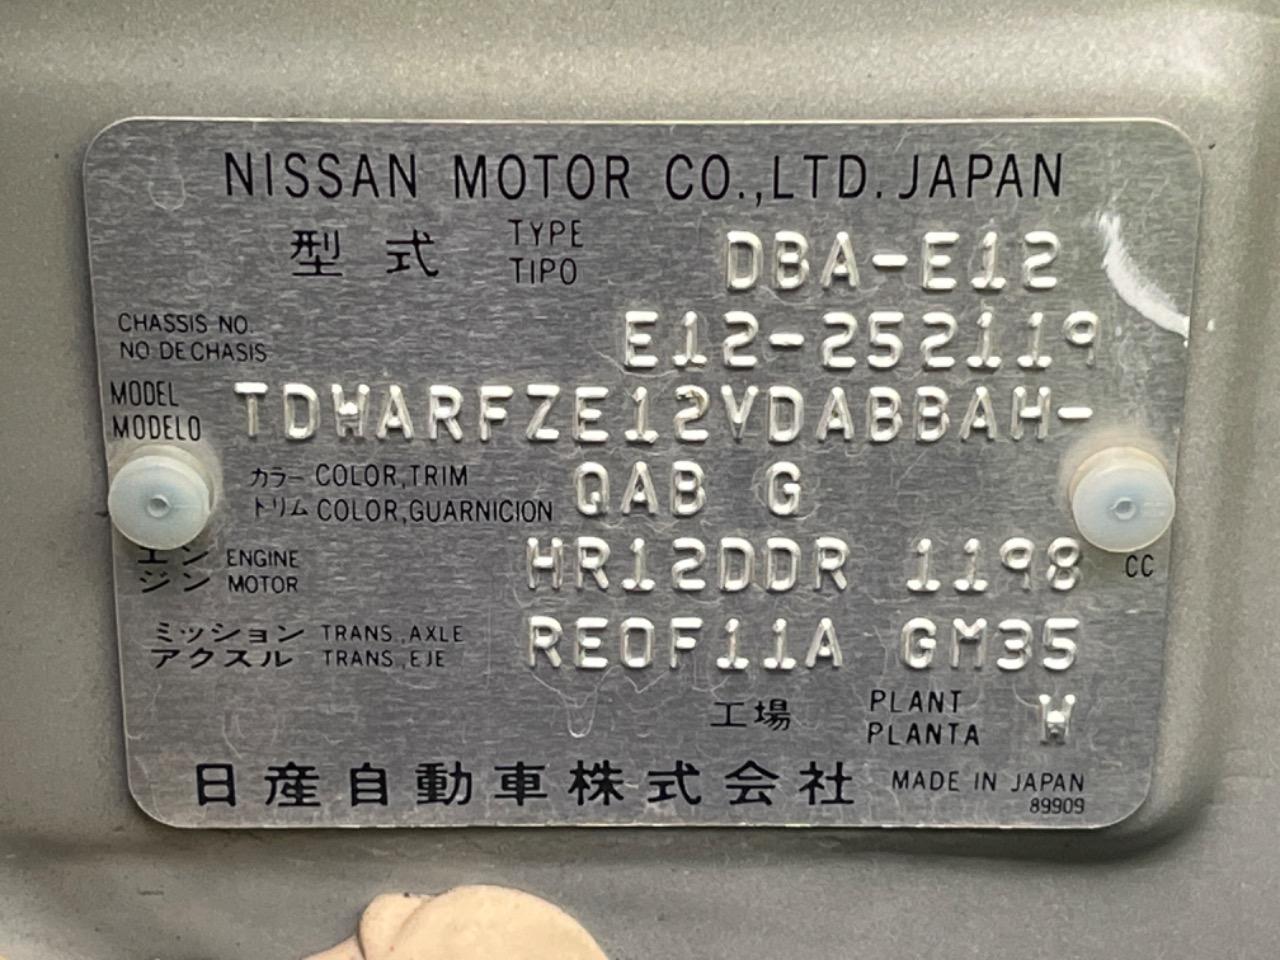 NISSAN MOTOR CO.,LTD. JAPAN
型式 TYPE DBA-E12
TIPO
CHASSIS NO. E12-252119
NO DE CHASIS
MODEL TDWARFZE12VDABBAH-
MODELO
カラー COLOR,TRIM QAB G
トリム COLOR,GUARNICION
エン ENGINE HR12DDR 1198 CC
ジン MOTOR
ミッション TRANS.,AXLE RE0F11A GM35
アクスル TRANS.,EJE
工場 PLANT W
PLANTA
日産自動車株式会社 MADE IN JAPAN
89909